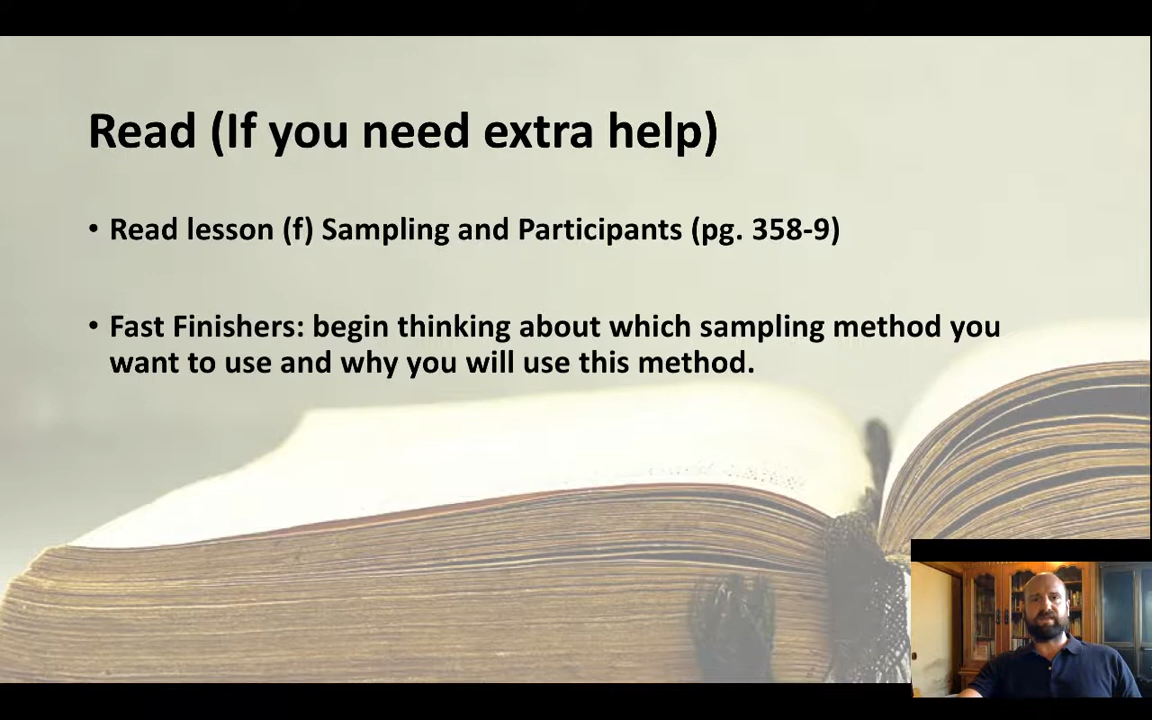 Read (If you need extra help)
• Read lesson (f) Sampling and Participants (pg. 358-9)
• Fast Finishers: begin thinking about which sampling method you
want to use and why you will use this method.